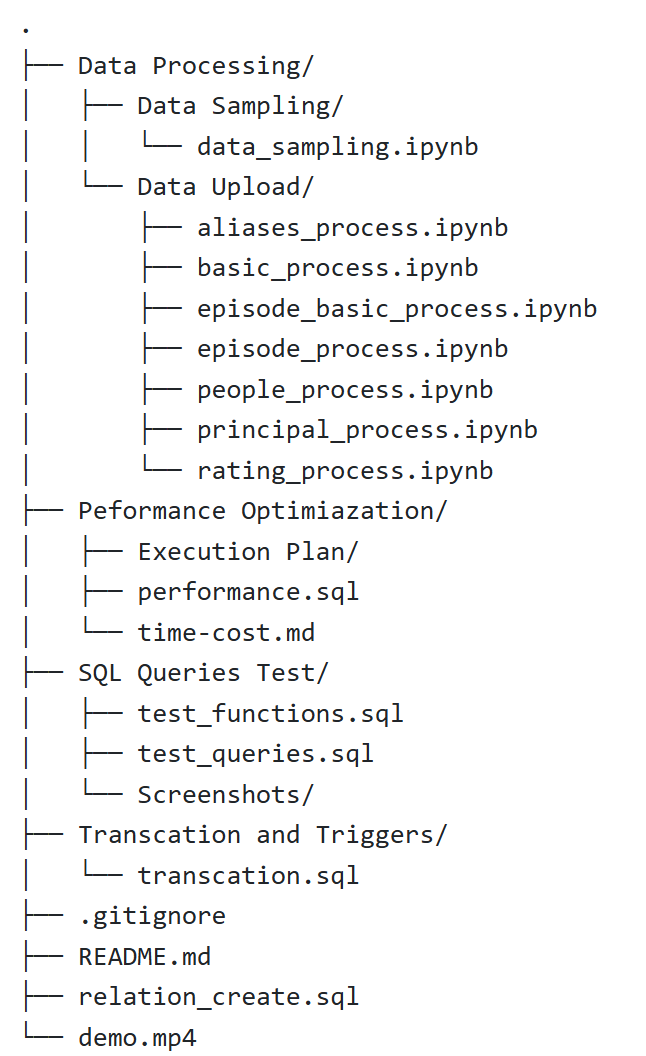 .
├── Data Processing/
│   ├── Data Sampling/
│   │   └── data_sampling.ipynb
│   └── Data Upload/
│       ├── aliases_process.ipynb
│       ├── basic_process.ipynb
│       ├── episode_basic_process.ipynb
│       ├── episode_process.ipynb
│       ├── people_process.ipynb
│       ├── principal_process.ipynb
│       └── rating_process.ipynb
├── Peformance Optimiazation/
│   ├── Execution Plan/
│   ├── performance.sql
│   └── time-cost.md
├── SQL Queries Test/
│   ├── test_functions.sql
│   ├── test_queries.sql
│   └── Screenshots/
├── Transcation and Triggers/
│   └── transcation.sql
├── .gitignore
├── README.md
├── relation_create.sql
└── demo.mp4